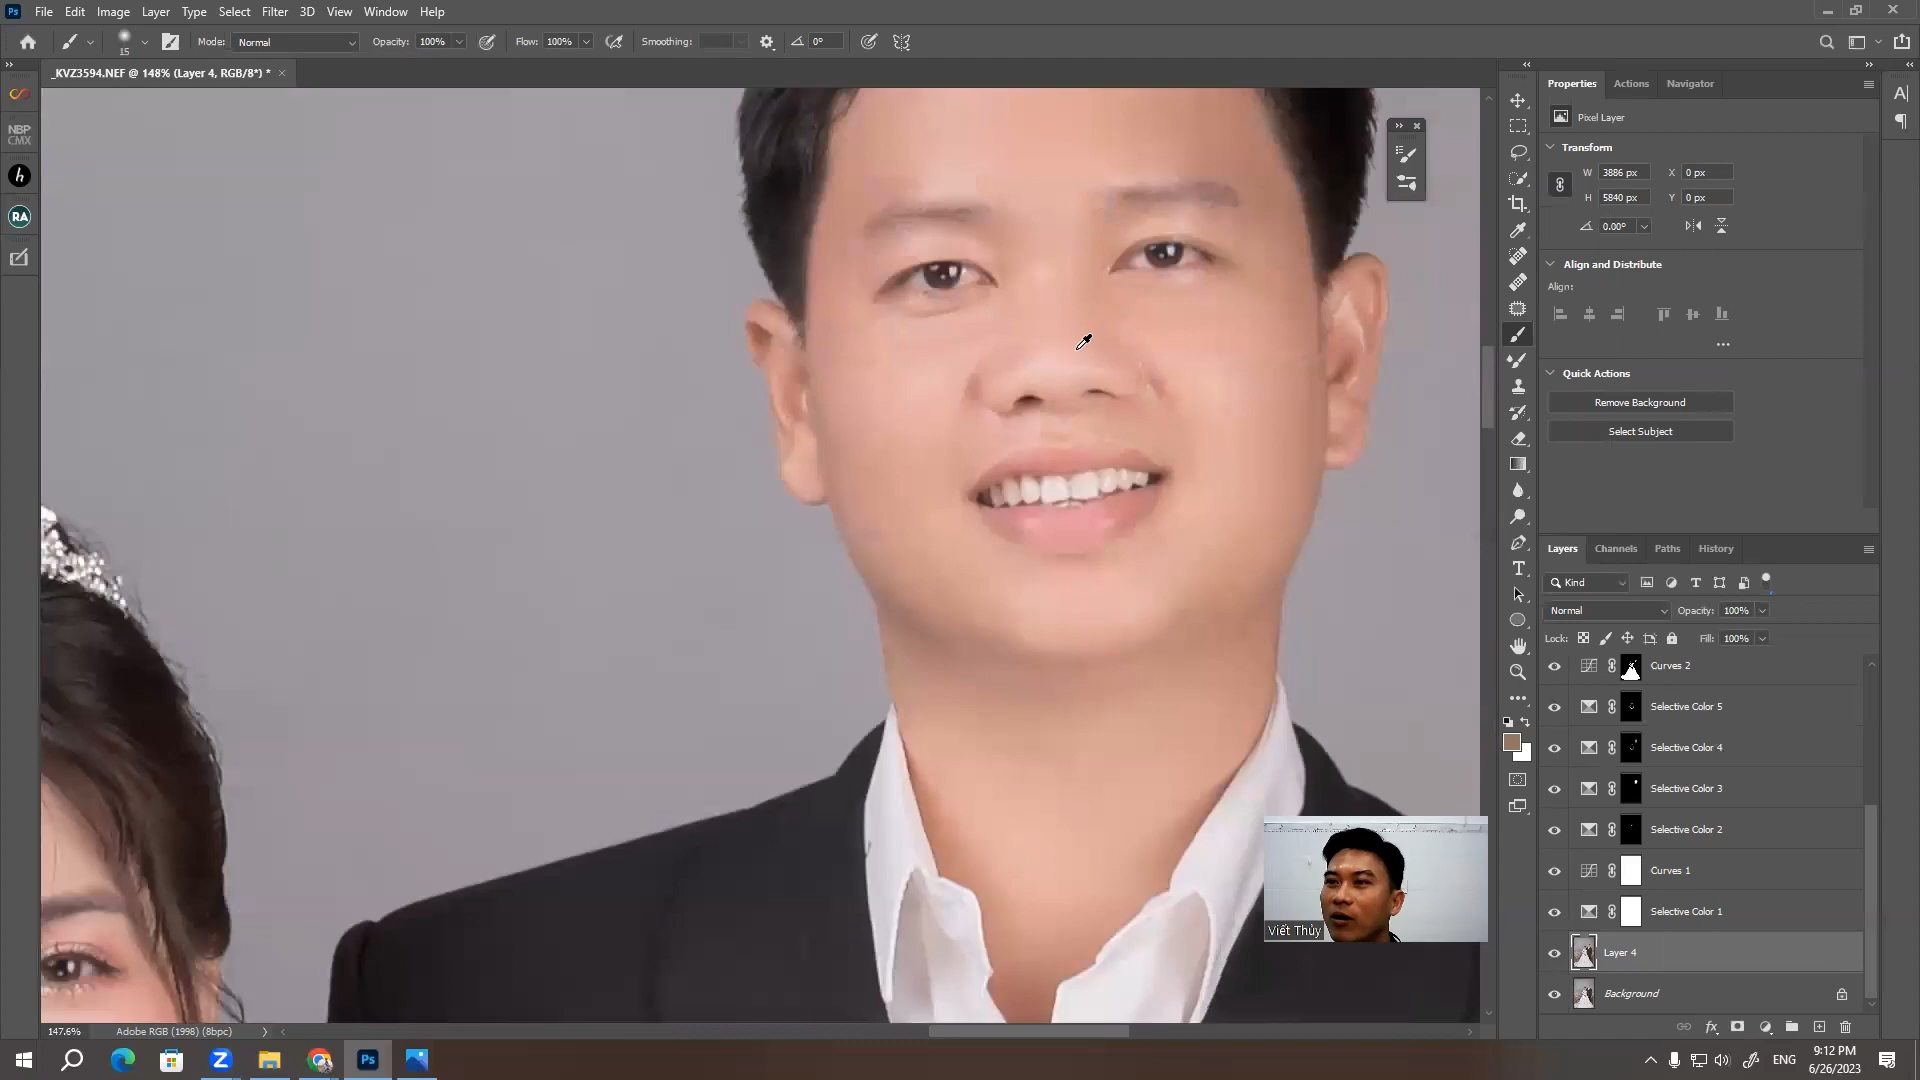 Ps File Edit Image Layer Type Select Filter 3D View Window Help
15 Mode: Normal Opacity: 100% Flow: 100% Smoothing: 0°
_KVZ3594.NEF @ 148% (Layer 4, RGB/8*) * ×
Properties Actions Navigator
Pixel Layer
Transform
W 3886 px X 0 px
H 5840 px Y 0 px
0.00°
Align and Distribute
Align:
Quick Actions
Remove Background
Select Subject
NBP
CMX
h
RA
Layers Channels Paths History
Kind
Normal Opacity: 100%
Lock: Fill: 100%
Curves 2
Selective Color 5
Selective Color 4
Selective Color 3
Selective Color 2
Curves 1
Selective Color 1
Layer 4
Background
Viết Thủy
147.6% Adobe RGB (1998) (8bpc)
Z Ps ENG 9:12 PM
6/26/2023